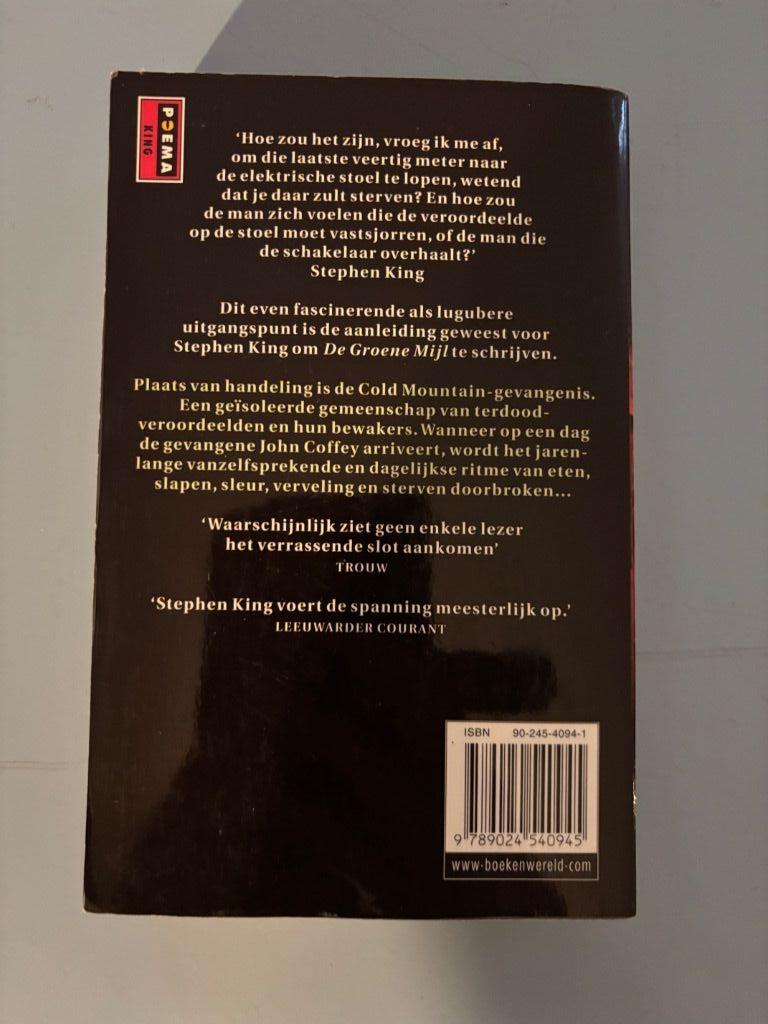 POEMA
KING
‘Hoe zou het zijn, vroeg ik me af,
om die laatste veertig meter naar
de elektrische stoel te lopen, wetend
dat je daar zult sterven? En hoe zou
de man zich voelen die de veroordeelde
op de stoel moet vastsjorren, of de man die
de schakelaar overhaalt?’
Stephen King
Dit even fascinerende als lugubere
uitgangspunt is de aanleiding geweest voor
Stephen King om De Groene Mijl te schrijven.
Plaats van handeling is de Cold Mountain-gevangenis.
Een geïsoleerde gemeenschap van terdood-
veroordeelden en hun bewakers. Wanneer op een dag
de gevangene John Coffey arriveert, wordt het jaren-
lange vanzelfsprekende en dagelijkse ritme van eten,
slapen, sleur, verveling en sterven doorbroken...
‘Waarschijnlijk ziet geen enkele lezer
het verrassende slot aankomen’
TROUW
‘Stephen King voert de spanning meesterlijk op.’
LEEUWARDER COURANT
ISBN 90-245-4094-1
9 789024 540945
www.boekenwereld.com